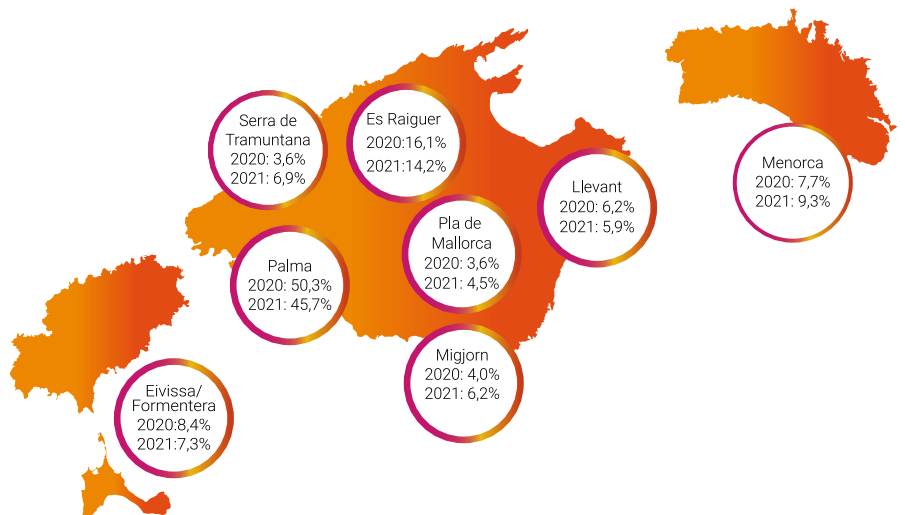 Serra de
Tramuntana
2020: 3,6%
2021: 6,9%
Es Raiguer
2020:16,1%
2021:14,2%
Llevant
2020: 6,2%
2021: 5,9%
Menorca
2020: 7,7%
2021: 9,3%
Pla de
Mallorca
2020: 3,6%
2021: 4,5%
Palma
2020: 50,3%
2021: 45,7%
Migjorn
2020: 4,0%
2021: 6,2%
Eivissa/
Formentera
2020:8,4%
2021:7,3%